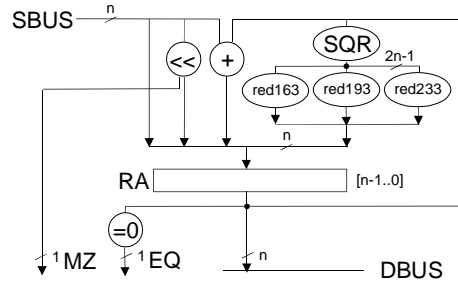 SBUS n
SQR
<< +
2n-1
red163 red193 red233
n
RA [n-1..0]
=0
1 MZ 1 EQ n DBUS